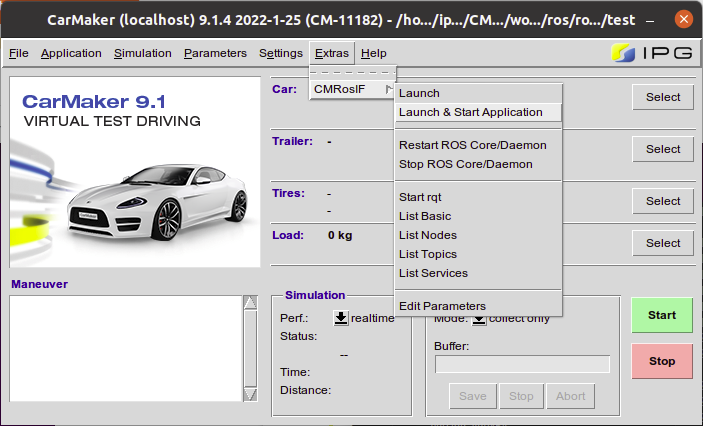 CarMaker (localhost) 9.1.4 2022-1-25 (CM-11182) - /ho.../ip.../CM.../wo.../ros/ro.../test
File Application Simulation Parameters Settings Extras Help IPG
CarMaker 9.1
VIRTUAL TEST DRIVING
Car: Select
CMRosIF
Launch
Launch & Start Application
Restart ROS Core/Daemon
Stop ROS Core/Daemon
Start rqt
List Basic
List Nodes
List Topics
List Services
Edit Parameters
Trailer: - Select
Tires: - Select
-
Load: 0 kg Select
Maneuver
Simulation
Perf.: realtime
Status:
--
Time:
Distance:
Mode: collect only
Buffer:
Save Stop Abort
Start
Stop